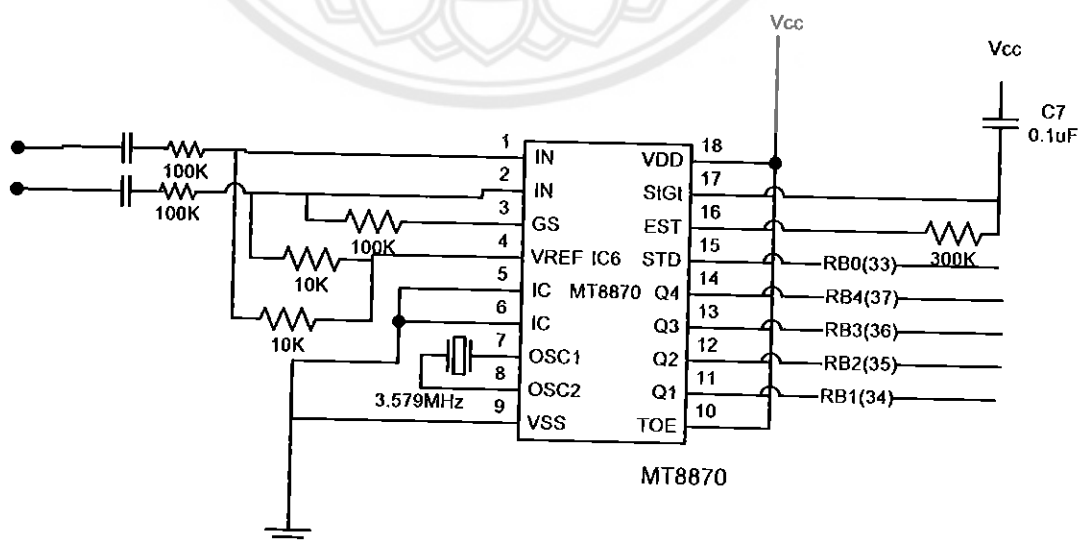 Vcc
Vcc
C7
0.1uF
1
IN
VDD
18
100K
2
IN
StGt
17
100K
3
GS
EST
16
100K
300K
4
VREF IC6
STD
15
RB0(33)
10K
5
IC
MT8870
Q4
14
RB4(37)
6
IC
Q3
13
RB3(36)
10K
7
OSC1
Q2
12
RB2(35)
8
OSC2
Q1
11
RB1(34)
3.579MHz
9
VSS
TOE
10
MT8870